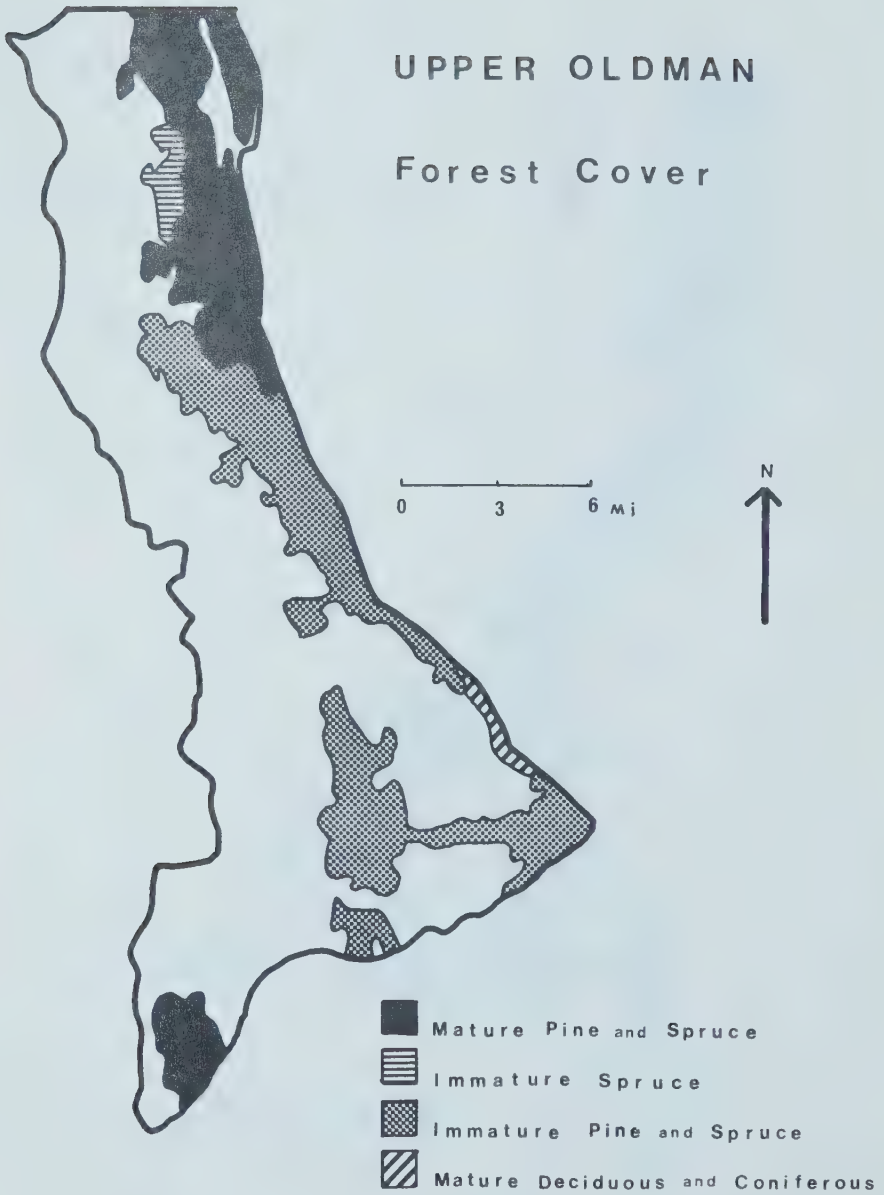 UPPER OLDMAN
Forest Cover
N
0 3 6 mi
Mature Pine and Spruce
Immature Spruce
Immature Pine and Spruce
Mature Deciduous and Coniferous